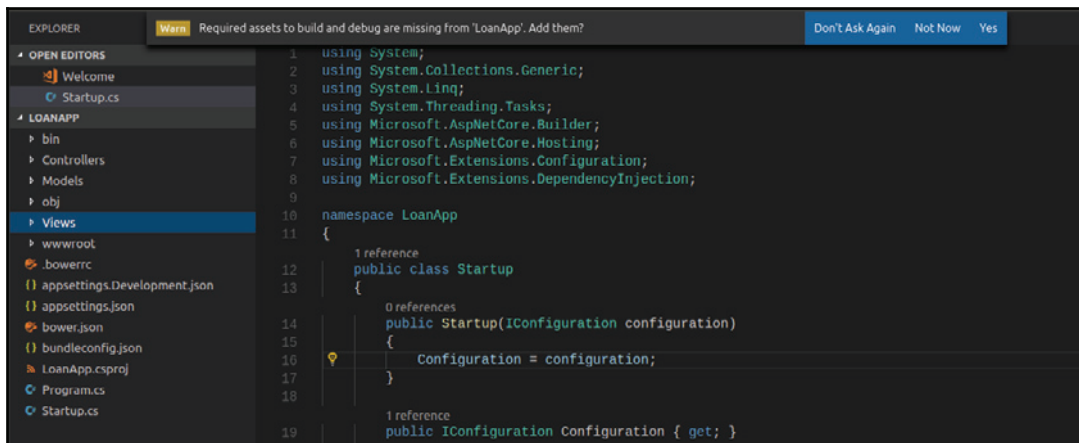 EXPLORER
Warn Required assets to build and debug are missing from 'LoanApp'. Add them? Don't Ask Again Not Now Yes
OPEN EDITORS
Welcome
Startup.cs
LOANAPP
bin
Controllers
Models
obj
Views
wwwroot
.bowerrc
{} appsettings.Development.json
{} appsettings.json
bower.json
{} bundleconfig.json
LoanApp.csproj
C# Program.cs
C# Startup.cs
1 using System;
2 using System.Collections.Generic;
3 using System.Linq;
4 using System.Threading.Tasks;
5 using Microsoft.AspNetCore.Builder;
6 using Microsoft.AspNetCore.Hosting;
7 using Microsoft.Extensions.Configuration;
8 using Microsoft.Extensions.DependencyInjection;
9
10 namespace LoanApp
11 {
1 reference
12 public class Startup
13 {
0 references
14 public Startup(IConfiguration configuration)
15 {
16 Configuration = configuration;
17 }
18
1 reference
19 public IConfiguration Configuration { get; }